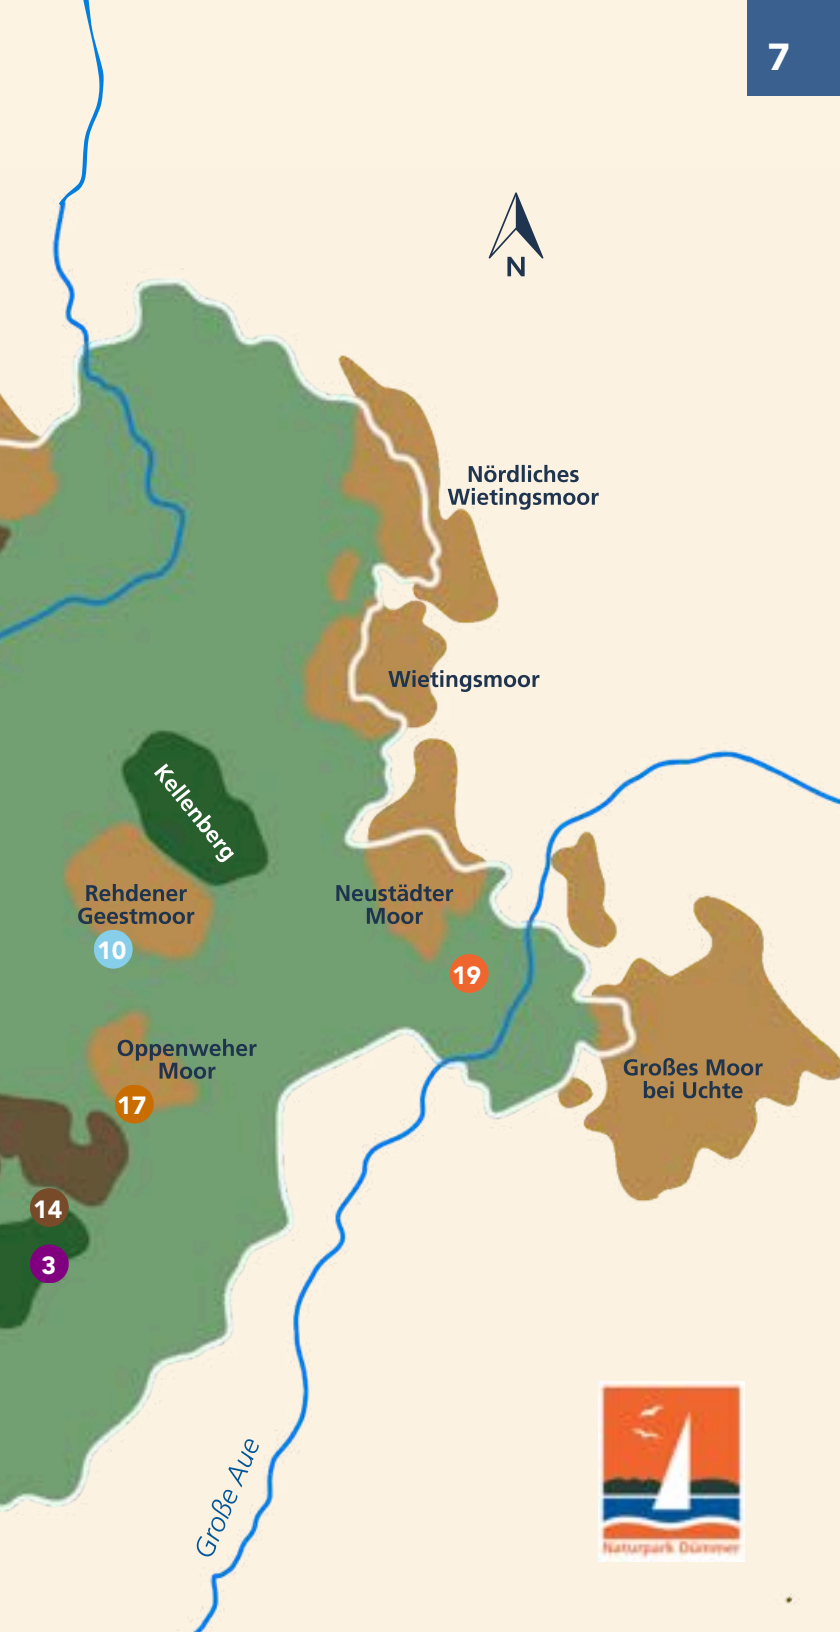 7
N
Nördliches
Wietingsmoor
Wietingsmoor
Kellenberg
Rehdener
Geestmoor
10
Neustädter
Moor
19
Oppenweher
Moor
17
Großes Moor
bei Uchte
14
3
Große Aue
Naturpark Dümmer